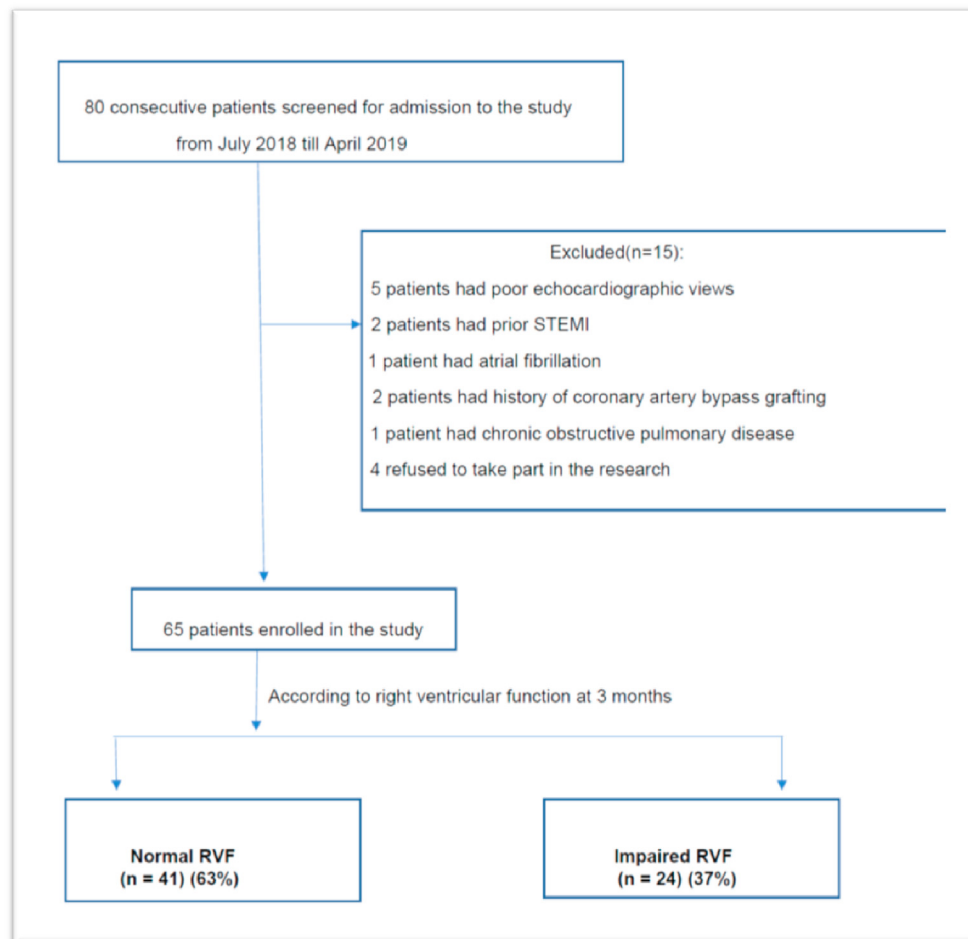 80 consecutive patients screened for admission to the study
from July 2018 till April 2019
Excluded(n=15):
5 patients had poor echocardiographic views
2 patients had prior STEMI
1 patient had atrial fibrillation
2 patients had history of coronary artery bypass grafting
1 patient had chronic obstructive pulmonary disease
4 refused to take part in the research
65 patients enrolled in the study
According to right ventricular function at 3 months
Normal RVF
(n = 41) (63%)
Impaired RVF
(n = 24) (37%)